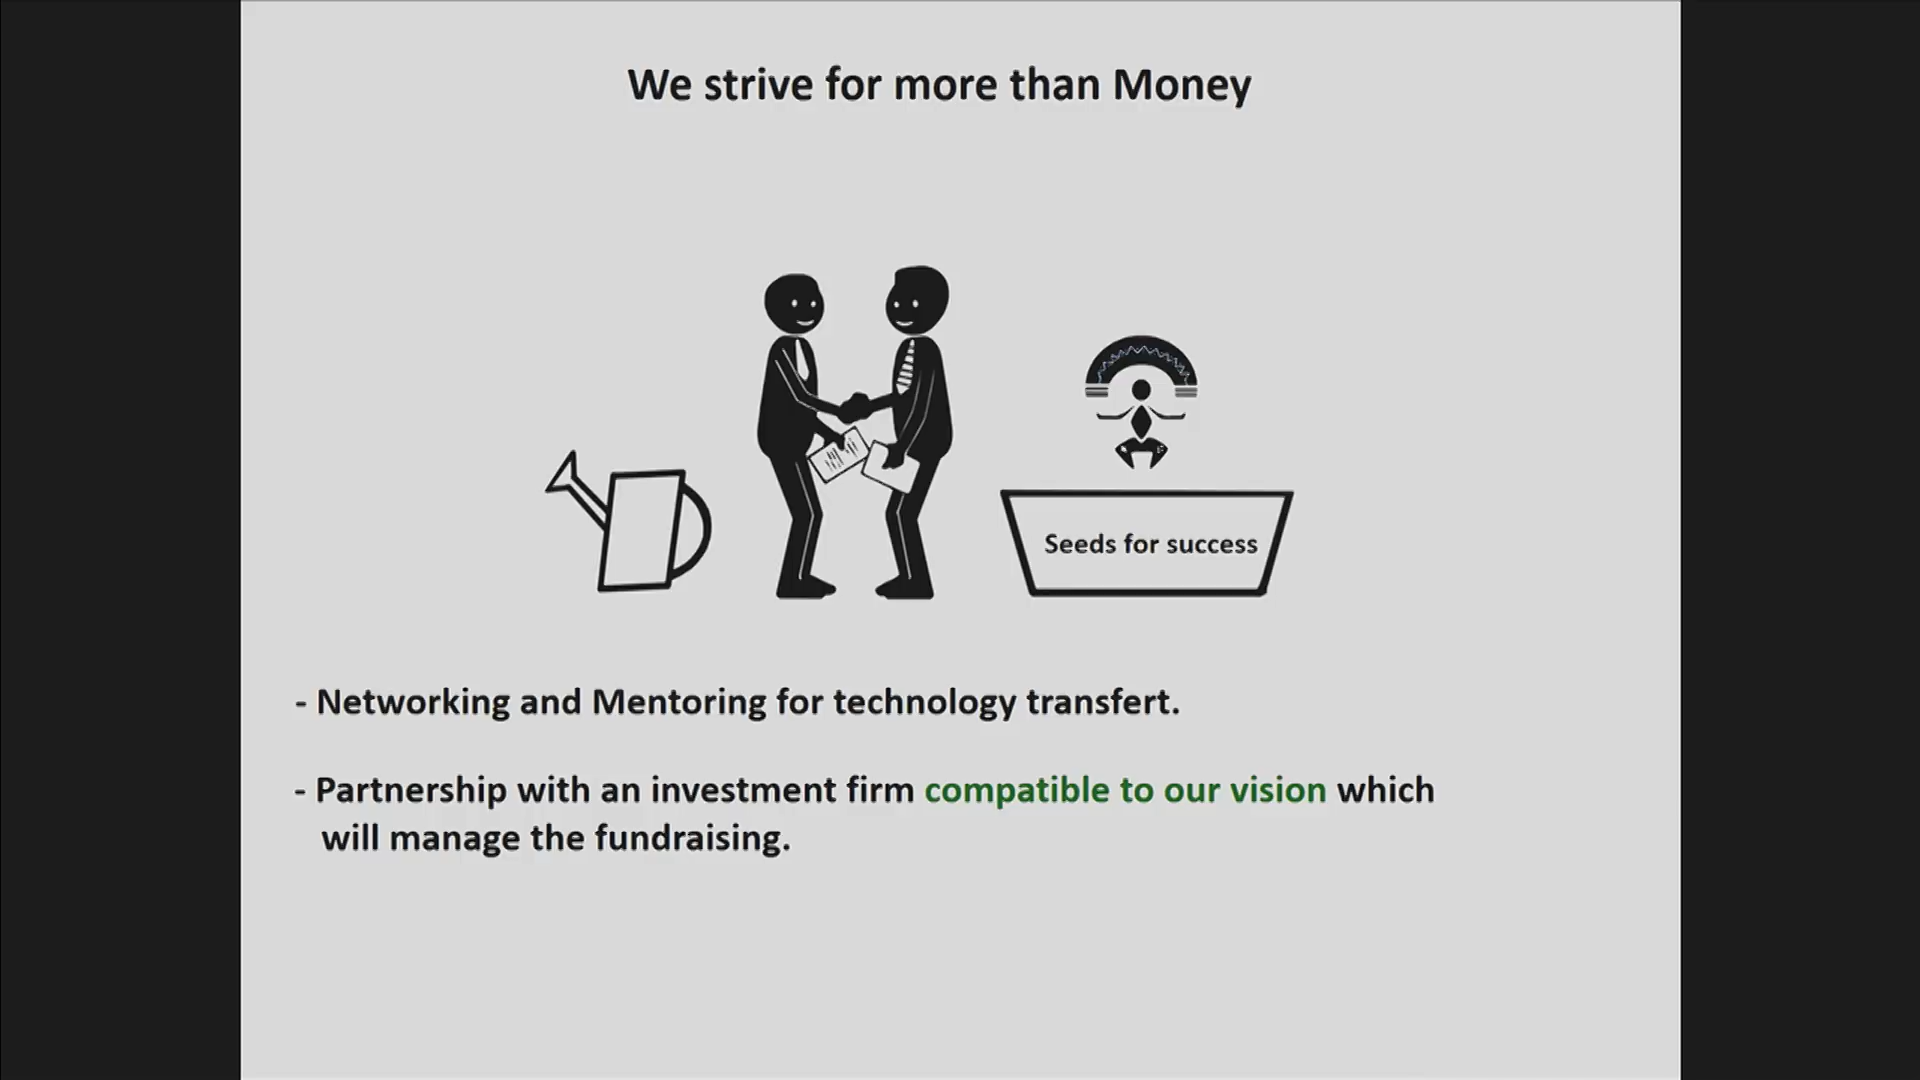 We strive for more than Money
Seeds for success
- Networking and Mentoring for technology transfert.
- Partnership with an investment firm compatible to our vision which
will manage the fundraising.